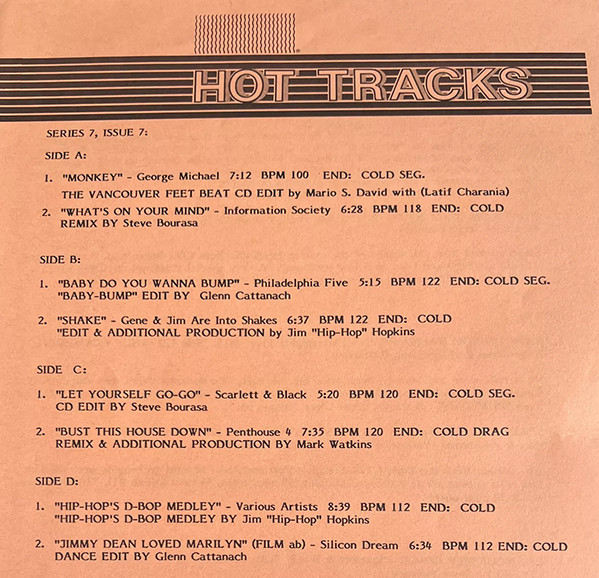 HOT TRACKS
SERIES 7, ISSUE 7:
SIDE A:
1. "MONKEY" - George Michael 7:12 BPM 100 END: COLD SEG.
THE VANCOUVER FEET BEAT CD EDIT by Mario S. David with (Latif Charania)
2. "WHAT'S ON YOUR MIND" - Information Society 6:28 BPM 118 END: COLD
REMIX BY Steve Bourasa
SIDE B:
1. "BABY DO YOU WANNA BUMP" - Philadelphia Five 5:15 BPM 122 END: COLD SEG.
"BABY-BUMP" EDIT BY Glenn Cattanach
2. "SHAKE" - Gene & Jim Are Into Shakes 6:37 BPM 122 END: COLD
"EDIT & ADDITIONAL PRODUCTION by Jim "Hip-Hop" Hopkins
SIDE C:
1. "LET YOURSELF GO-GO" - Scarlett & Black 5:20 BPM 120 END: COLD SEG.
CD EDIT BY Steve Bourasa
2. "BUST THIS HOUSE DOWN" - Penthouse 4 7:35 BPM 120 END: COLD DRAG
REMIX & ADDITIONAL PRODUCTION BY Mark Watkins
SIDE D:
1. "HIP-HOP'S D-BOP MEDLEY" - Various Artists 8:39 BPM 112 END: COLD
"HIP-HOP'S D-BOP MEDLEY BY Jim "Hip-Hop" Hopkins
2. "JIMMY DEAN LOVED MARILYN" (FILM ab) - Silicon Dream 6:34 BPM 112 END: COLD
DANCE EDIT BY Glenn Cattanach